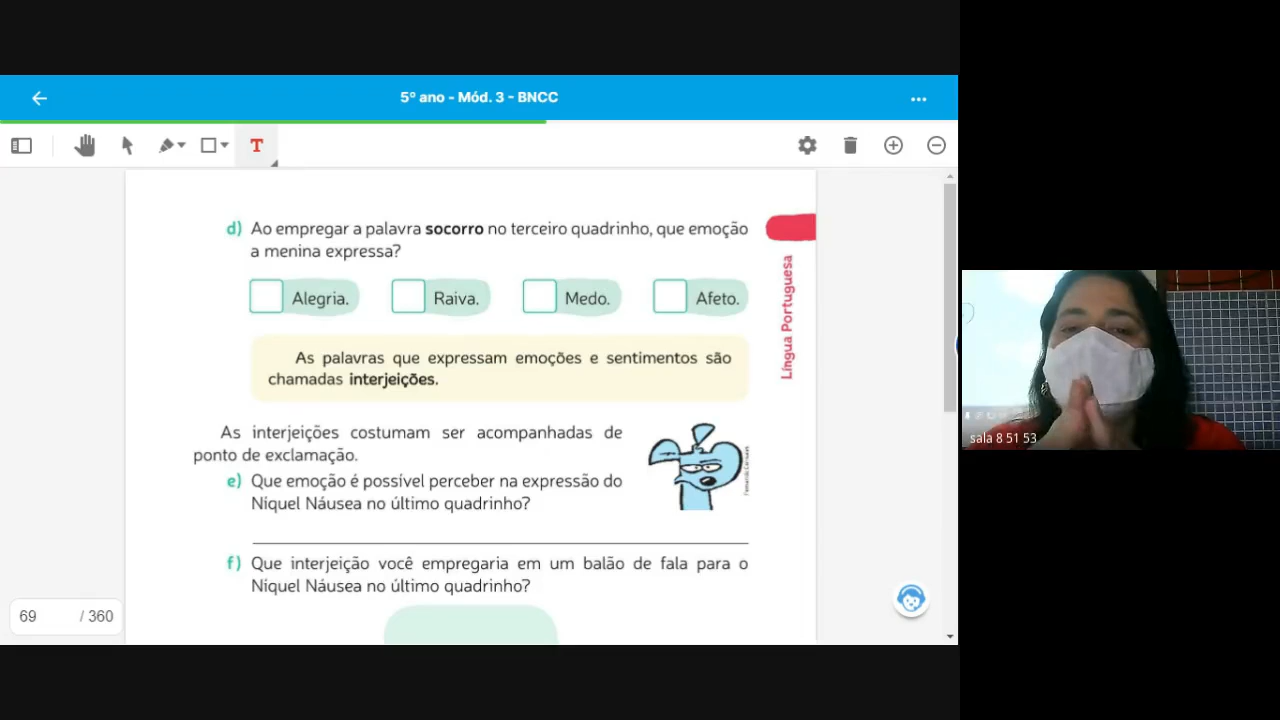 5º ano - Mód. 3 - BNCC
T
d) Ao empregar a palavra socorro no terceiro quadrinho, que emoção
a menina expressa?
Alegria. Raiva. Medo. Afeto.
Língua Portuguesa
As palavras que expressam emoções e sentimentos são
chamadas interjeições.
As interjeições costumam ser acompanhadas de
ponto de exclamação.
e) Que emoção é possível perceber na expressão do
Níquel Náusea no último quadrinho?
f) Que interjeição você empregaria em um balão de fala para o
Níquel Náusea no último quadrinho?
69 / 360
sala 8 51 53